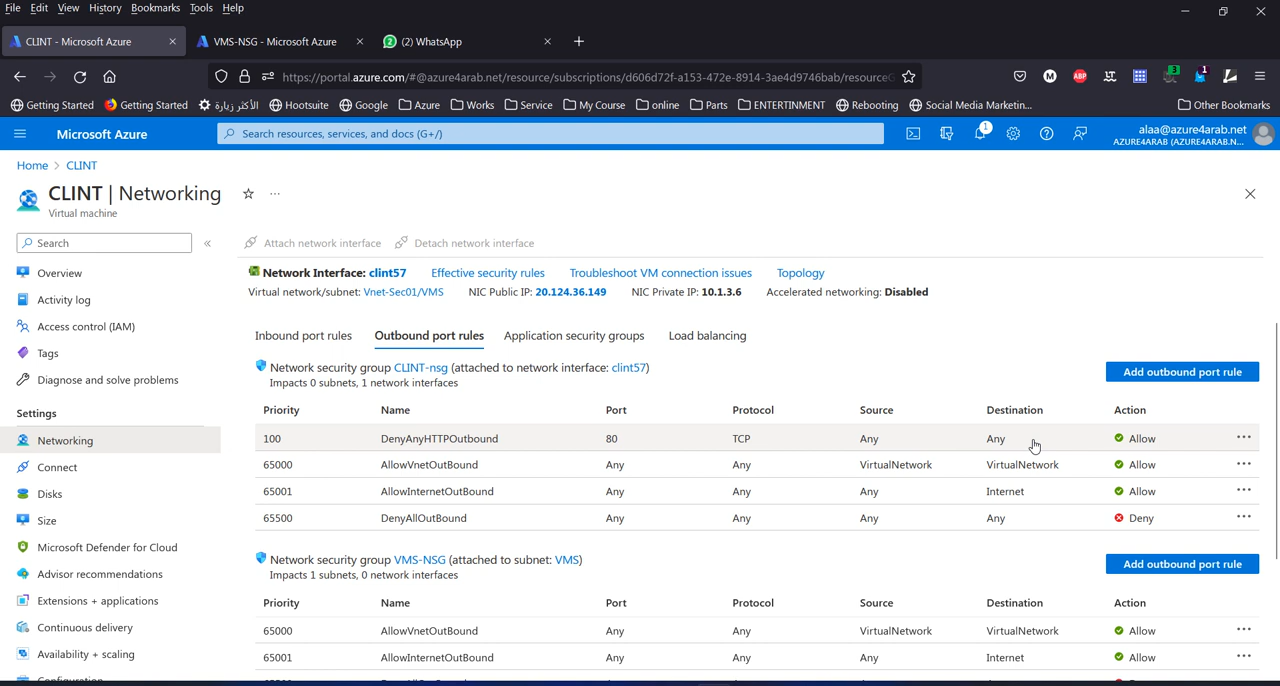 File Edit View History Bookmarks Tools Help
CLINT - Microsoft Azure × VMS-NSG - Microsoft Azure × (2) WhatsApp × +
https://portal.azure.com/#@azure4arab.net/resource/subscriptions/d606d72f-a153-472e-8914-3ae4d9746bab/resource
Getting Started Getting Started الأكثر زيارة Hootsuite Google Azure Works Service My Course online Parts ENTERTINMENT Rebooting Social Media Marketin... Other Bookmarks
Microsoft Azure Search resources, services, and docs (G+/) 1 alaa@azure4arab.net
AZURE4ARAB (AZURE4ARAB.N...
Home > CLINT
CLINT | Networking ...
Virtual machine
Search « Attach network interface Detach network interface
Overview
Activity log
Access control (IAM)
Tags
Diagnose and solve problems
Settings
Networking
Connect
Disks
Size
Microsoft Defender for Cloud
Advisor recommendations
Extensions + applications
Continuous delivery
Availability + scaling
Configuration
Network Interface: clint57 Effective security rules Troubleshoot VM connection issues Topology
Virtual network/subnet: Vnet-Sec01/VMS NIC Public IP: 20.124.36.149 NIC Private IP: 10.1.3.6 Accelerated networking: Disabled
Inbound port rules Outbound port rules Application security groups Load balancing
Network security group CLINT-nsg (attached to network interface: clint57)
Impacts 0 subnets, 1 network interfaces
Add outbound port rule
Priority Name Port Protocol Source Destination Action
100 DenyAnyHTTPOutbound 80 TCP Any Any Allow ...
65000 AllowVnetOutBound Any Any VirtualNetwork VirtualNetwork Allow ...
65001 AllowInternetOutBound Any Any Any Internet Allow ...
65500 DenyAllOutBound Any Any Any Any Deny ...
Network security group VMS-NSG (attached to subnet: VMS)
Impacts 1 subnets, 0 network interfaces
Add outbound port rule
Priority Name Port Protocol Source Destination Action
65000 AllowVnetOutBound Any Any VirtualNetwork VirtualNetwork Allow ...
65001 AllowInternetOutBound Any Any Any Internet Allow ...